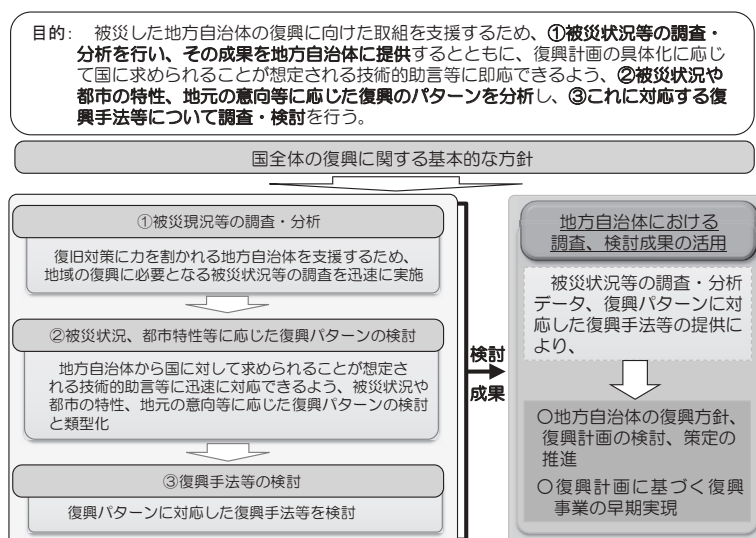 目的: 被災した地方自治体の復興に向けた取組を支援するため、①被災状況等の調査・
分析を行い、その成果を地方自治体に提供するとともに、復興計画の具体化に応じ
て国に求められることが想定される技術的助言等に即応できるよう、②被災状況や
都市の特性、地元の意向等に応じた復興のパターンを分析し、③これに対応する復
興手法等について調査・検討を行う。
国全体の復興に関する基本的な方針
①被災現況等の調査・分析
復旧対策に力を割かれる地方自治体を支援するため、
地域の復興に必要となる被災状況等の調査を迅速に実施
②被災状況、都市特性等に応じた復興パターンの検討
地方自治体から国に対して求められることが想定さ
れる技術的助言等に迅速に対応できるよう、被災状況や
都市の特性、地元の意向等に応じた復興パターンの検討
と類型化
③復興手法等の検討
復興パターンに対応した復興手法等を検討
検討
成果
地方自治体における
調査、検討成果の活用
被災状況等の調査・分析
データ、復興パターンに対
応した復興手法等の提供に
より、
○地方自治体の復興方針、
復興計画の検討、策定の
推進
○復興計画に基づく復興
事業の早期実現